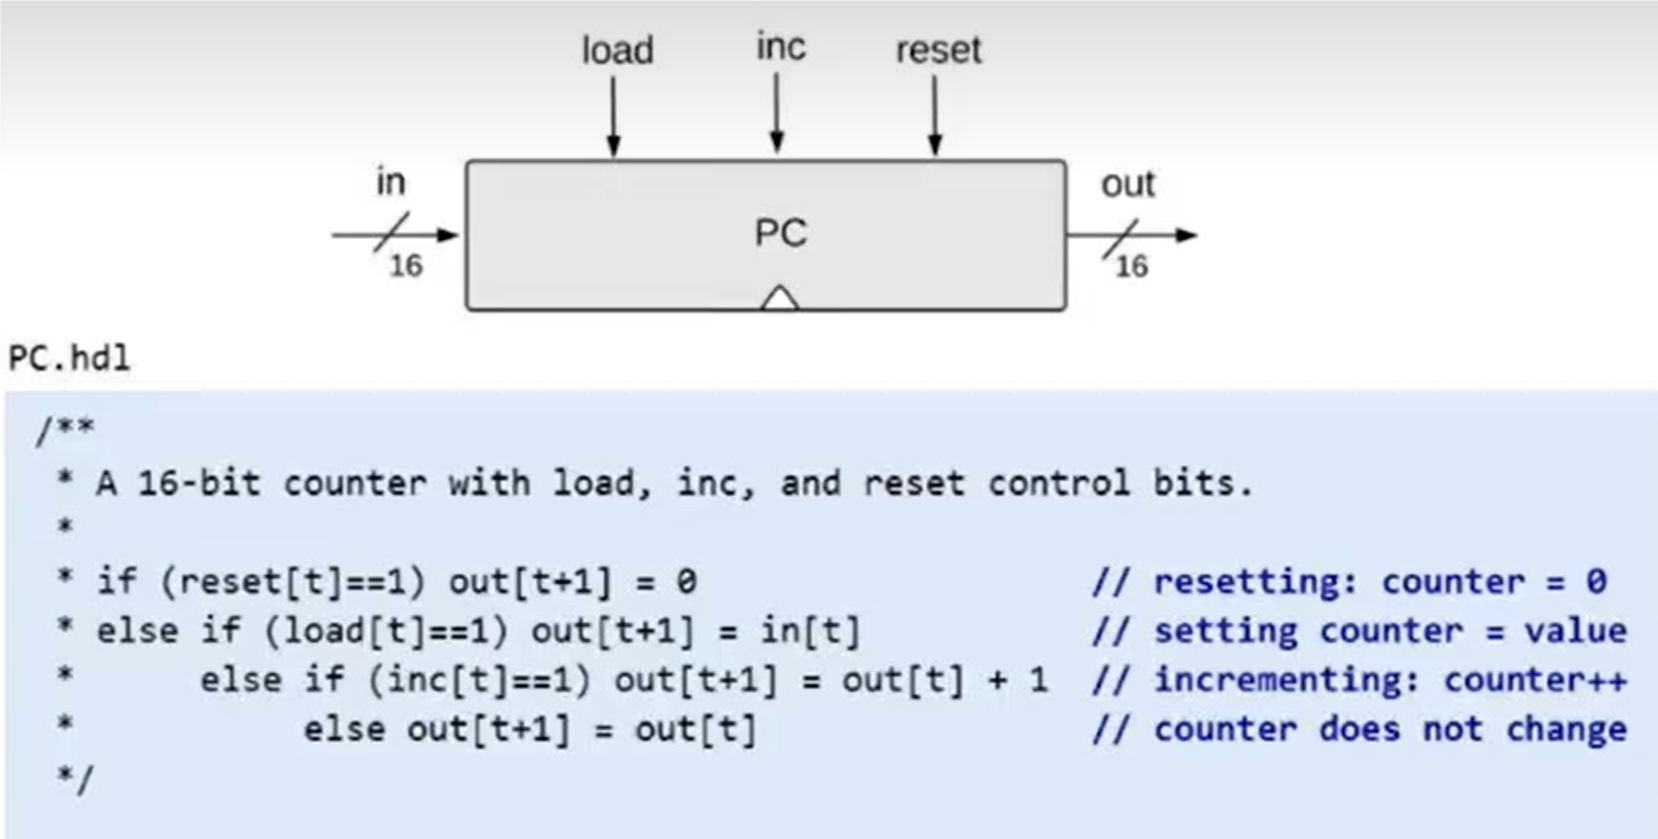 load inc reset
in out
PC
16 16
PC.hdl
/**
* A 16-bit counter with load, inc, and reset control bits.
*
* if (reset[t]==1) out[t+1] = 0 // resetting: counter = 0
* else if (load[t]==1) out[t+1] = in[t] // setting counter = value
* else if (inc[t]==1) out[t+1] = out[t] + 1 // incrementing: counter++
* else out[t+1] = out[t] // counter does not change
*/